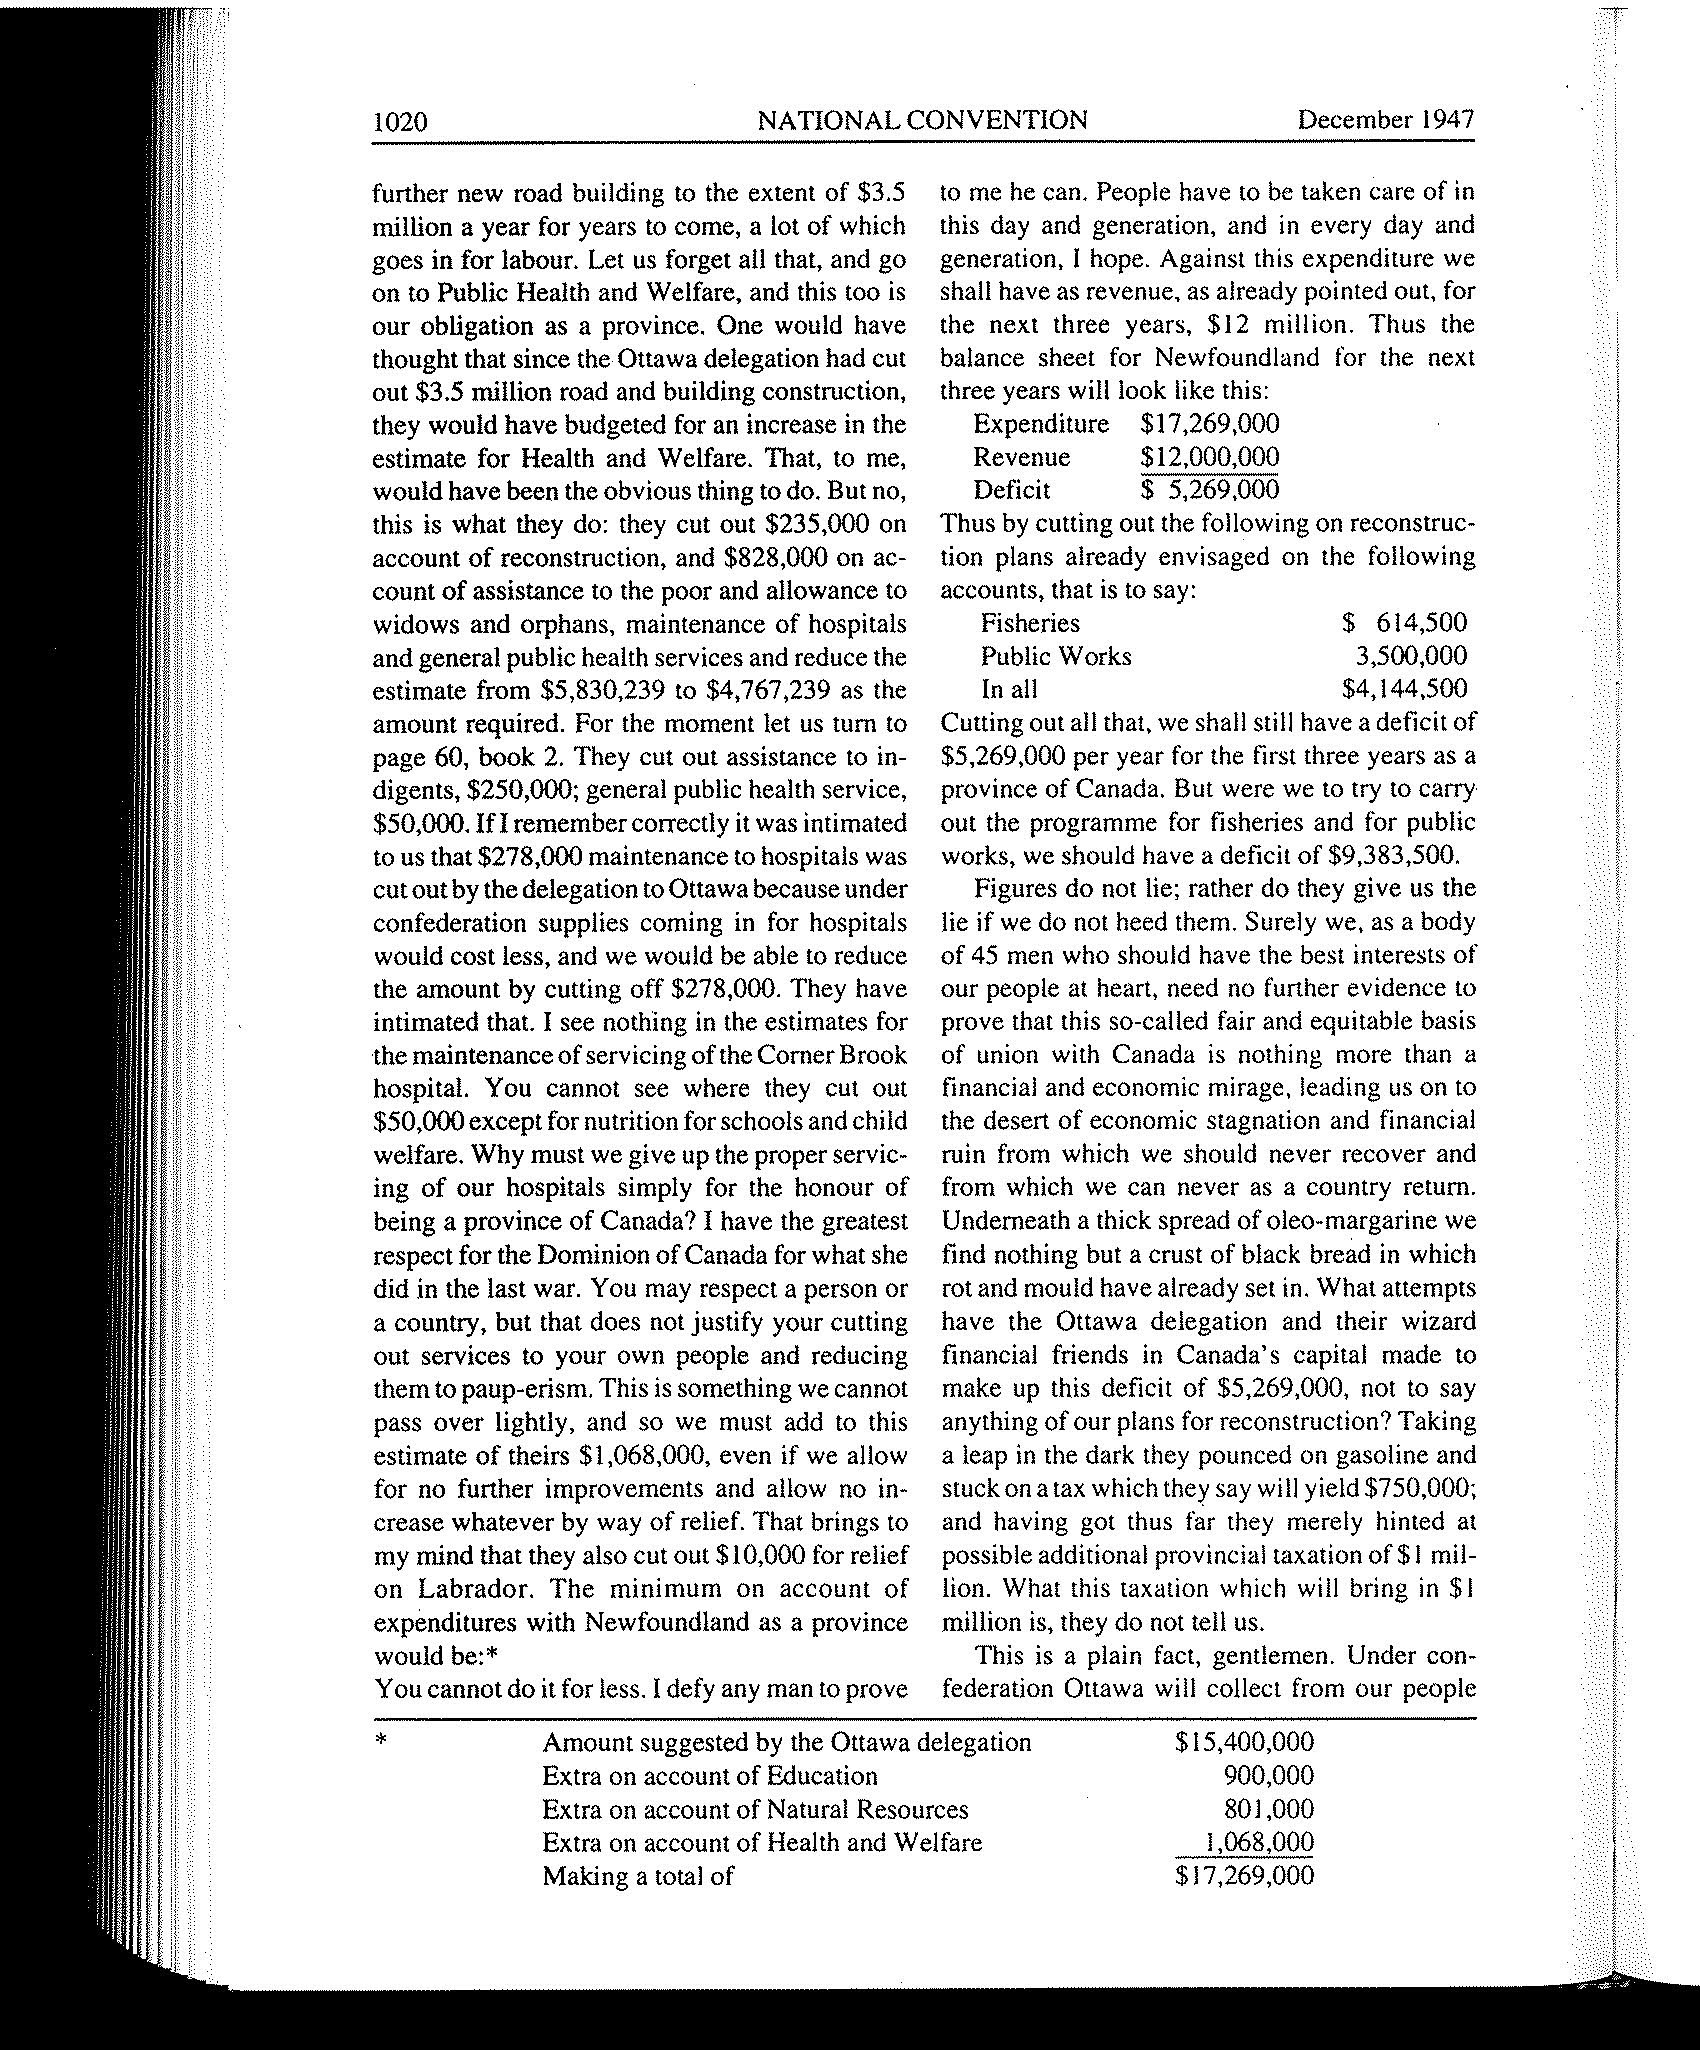 1020 NATIONAL CONVENTION December 1947
further new road building to the extent of $3.5
million a year for years to come, a lot of which
goes in for labour. Let us forget all that, and go
on to Public Health and Welfare, and this too is
our obligation as a province. One would have
thought that since the Ottawa delegation had cut
out $3.5 million road and building construction,
they would have budgeted for an increase in the
estimate for Health and Welfare. That, to me,
would have been the obvious thing to do. But no,
this is what they do: they cut out $235,000 on
account of reconstruction, and $828,000 on ac-
count of assistance to the poor and allowance to
widows and orphans, maintenance of hospitals
and general public health services and reduce the
estimate from $5,830,239 to $4,767,239 as the
amount required. For the moment let us turn to
page 60, book 2. They cut out assistance to in-
digents, $250,000; general public health service,
$50,000. If I remember correctly it was intimated
to us that $278,000 maintenance to hospitals was
cut out by the delegation to Ottawa because under
confederation supplies coming in for hospitals
would cost less, and we would be able to reduce
the amount by cutting off $278,000. They have
intimated that. I see nothing in the estimates for
the maintenance of servicing of the Corner Brook
hospital. You cannot see where they cut out
$50,000 except for nutrition for schools and child
welfare. Why must we give up the proper servic-
ing of our hospitals simply for the honour of
being a province of Canada? I have the greatest
respect for the Dominion of Canada for what she
did in the last war. You may respect a person or
a country, but that does not justify your cutting
out services to your own people and reducing
them to paup-erism. This is something we cannot
pass over lightly, and so we must add to this
estimate of theirs $1,068,000, even if we allow
for no further improvements and allow no in-
crease whatever by way of relief. That brings to
my mind that they also cut out $10,000 for relief
on Labrador. The minimum on account of
expenditures with Newfoundland as a province
would be:*
You cannot do it for less. I defy any man to prove
to me he can. People have to be taken care of in
this day and generation, and in every day and
generation, I hope. Against this expenditure we
shall have as revenue, as already pointed out, for
the next three years, $12 million. Thus the
balance sheet for Newfoundland for the next
three years will look like this:
Expenditure $17,269,000
Revenue $12,000,000
Deficit $ 5,269,000
Thus by cutting out the following on reconstruc-
tion plans already envisaged on the following
accounts, that is to say:
Fisheries $ 614,500
Public Works 3,500,000
In all $4,144,500
Cutting out all that, we shall still have a deficit of
$5,269,000 per year for the first three years as a
province of Canada. But were we to try to carry
out the programme for fisheries and for public
works, we should have a deficit of $9,383,500.
Figures do not lie; rather do they give us the
lie if we do not heed them. Surely we, as a body
of 45 men who should have the best interests of
our people at heart, need no further evidence to
prove that this so-called fair and equitable basis
of union with Canada is nothing more than a
financial and economic mirage, leading us on to
the desert of economic stagnation and financial
ruin from which we should never recover and
from which we can never as a country return.
Underneath a thick spread of oleo-margarine we
find nothing but a crust of black bread in which
rot and mould have already set in. What attempts
have the Ottawa delegation and their wizard
financial friends in Canada's capital made to
make up this deficit of $5,269,000, not to say
anything of our plans for reconstruction? Taking
a leap in the dark they pounced on gasoline and
stuck on a tax which they say will yield $750,000;
and having got thus far they merely hinted at
possible additional provincial taxation of $1 mil-
lion. What this taxation which will bring in $1
million is, they do not tell us.
This is a plain fact, gentlemen. Under con-
federation Ottawa will collect from our people
* Amount suggested by the Ottawa delegation $15,400,000
Extra on account of Education 900,000
Extra on account of Natural Resources 801,000
Extra on account of Health and Welfare 1,068,000
Making a total of $17,269,000